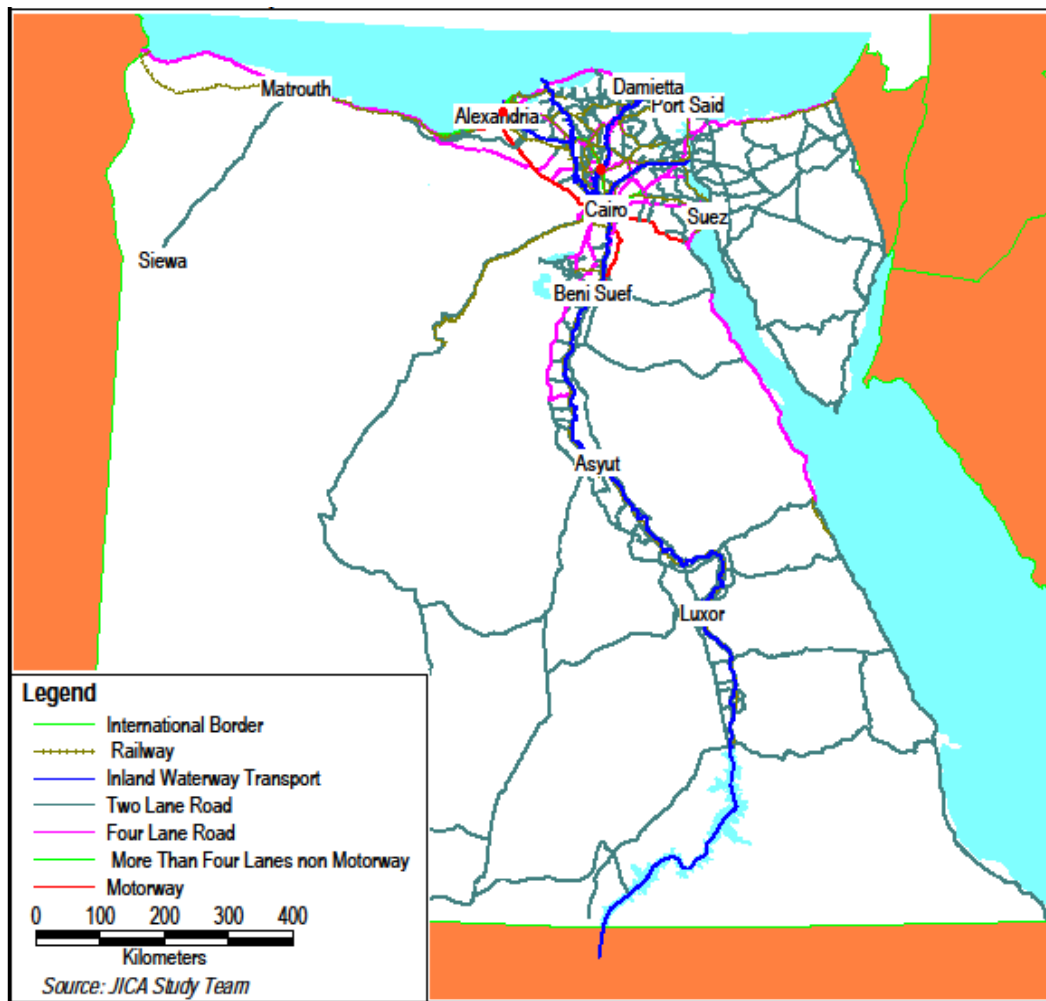 Matrouth
Damietta
Alexandria
Port Said
Cairo
Suez
Siewa
Beni Suef
Asyut
Luxor
Legend
International Border
Railway
Inland Waterway Transport
Two Lane Road
Four Lane Road
More Than Four Lanes non Motorway
Motorway
0 100 200 300 400
Kilometers
Source: JICA Study Team